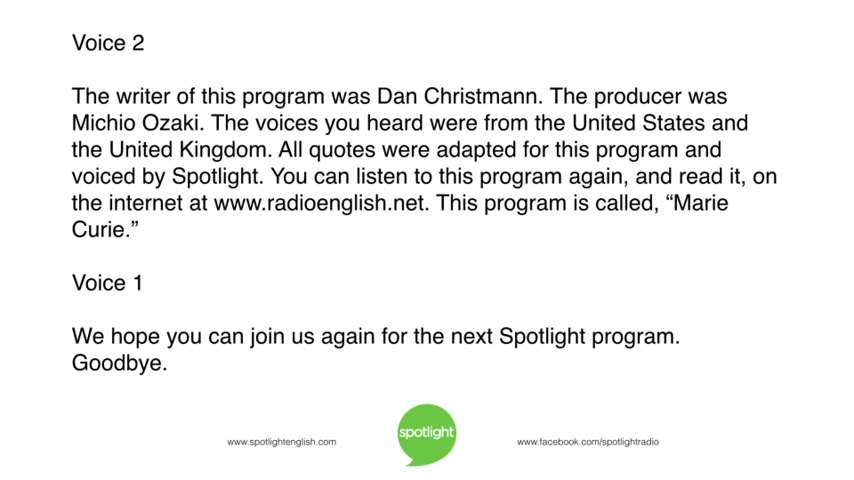 Voice 2
The writer of this program was Dan Christmann. The producer was
Michio Ozaki. The voices you heard were from the United States and
the United Kingdom. All quotes were adapted for this program and
voiced by Spotlight. You can listen to this program again, and read it, on
the internet at www.radioenglish.net. This program is called, “Marie
Curie.”
Voice 1
We hope you can join us again for the next Spotlight program.
Goodbye.
www.spotlightenglish.com
spotlight
www.facebook.com/spotlightradio